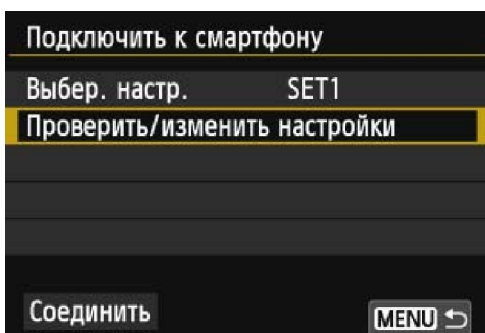 Подключить к смартфону
Выбер. настр. SET1
Проверить/изменить настройки
Соединить MENU